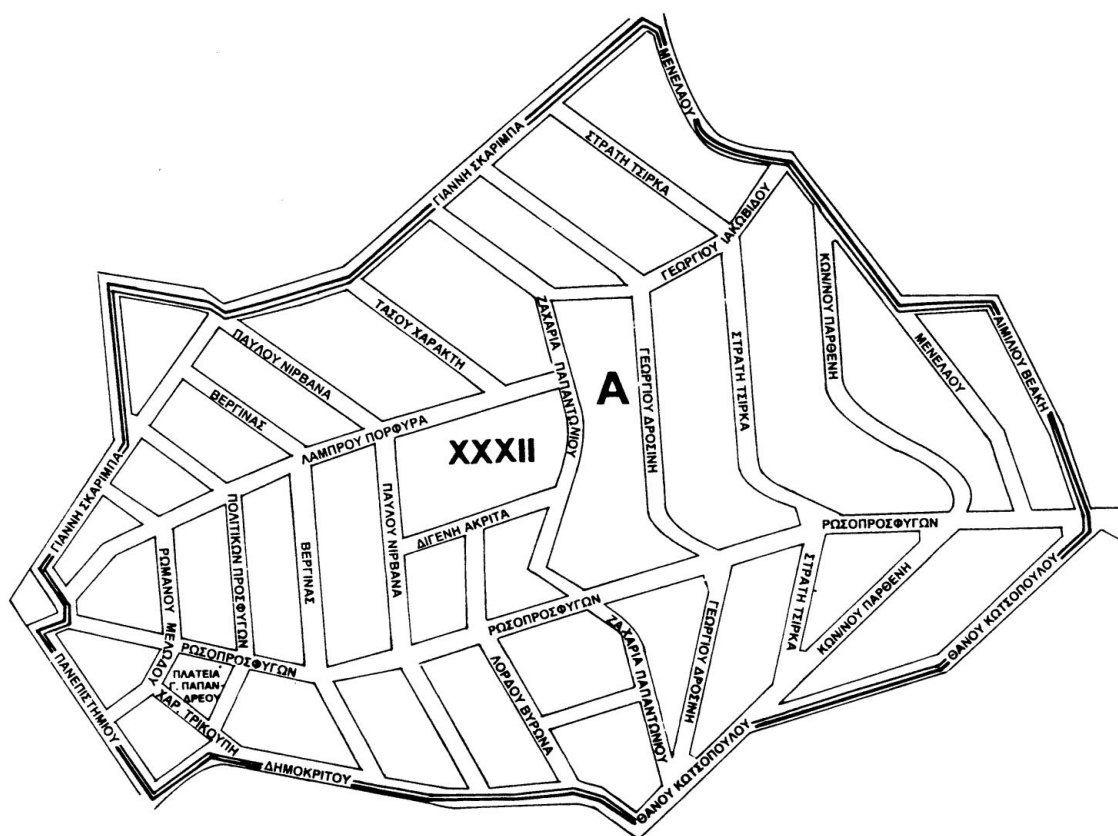 ΜΕΝΕΛΑΟΥ
ΓΙΑΝΝΗ ΣΚΑΡΙΜΠΑ
ΣΤΡΑΤΗ ΤΣΙΡΚΑ
ΓΕΩΡΓΙΟΥ ΙΑΚΩΒΙΔΟΥ
ΚΩΝ/ΝΟΥ ΠΑΡΘΕΝΗ
ΖΑΧΑΡΙΑ ΠΑΠΑΝΤΩΝΙΟΥ
ΤΑΣΟΥ ΧΑΡΑΚΤΗ
ΠΑΥΛΟΥ ΝΙΡΒΑΝΑ
ΓΕΩΡΓΙΟΥ ΔΡΟΣΙΝΗ
ΣΤΡΑΤΗ ΤΣΙΡΚΑ
ΜΕΝΕΛΑΟΥ
ΑΙΜΙΛΙΟΥ ΒΕΑΚΗ
Α
ΒΕΡΓΙΝΑΣ
ΛΑΜΠΡΟΥ ΠΟΡΦΥΡΑ
XXXII
ΓΙΑΝΝΗ ΣΚΑΡΙΜΠΑ
ΠΟΛΙΤΙΚΩΝ ΠΡΟΣΦΥΓΩΝ
ΒΕΡΓΙΝΑΣ
ΠΑΥΛΟΥ ΝΙΡΒΑΝΑ
ΔΙΓΕΝΗ ΑΚΡΙΤΑ
ΡΩΣΟΠΡΟΣΦΥΓΩΝ
ΡΩΜΑΝΟΥ ΜΕΛΩΔΟΥ
ΣΤΡΑΤΗ ΤΣΙΡΚΑ
ΚΩΝ/ΝΟΥ ΠΑΡΘΕΝΗ
ΘΑΝΟΥ ΚΩΤΣΟΠΟΥΛΟΥ
ΡΩΣΟΠΡΟΣΦΥΓΩΝ
ΓΕΩΡΓΙΟΥ ΔΡΟΣΙΝΗ
ΖΑΧΑΡΙΑ ΠΑΠΑΝΤΩΝΙΟΥ
ΡΩΣΟΠΡΟΣΦΥΓΩΝ
ΛΟΡΔΟΥ ΒΥΡΩΝΑ
ΠΑΝΕΠΙΣΤΗΜΙΟΥ
ΠΛΑΤΕΙΑ
Γ. ΠΑΠΑΝ-
ΔΡΕΟΥ
ΧΑΡ. ΤΡΙΚΟΥΠΗ
ΔΗΜΟΚΡΙΤΟΥ
ΘΑΝΟΥ ΚΩΤΣΟΠΟΥΛΟΥ